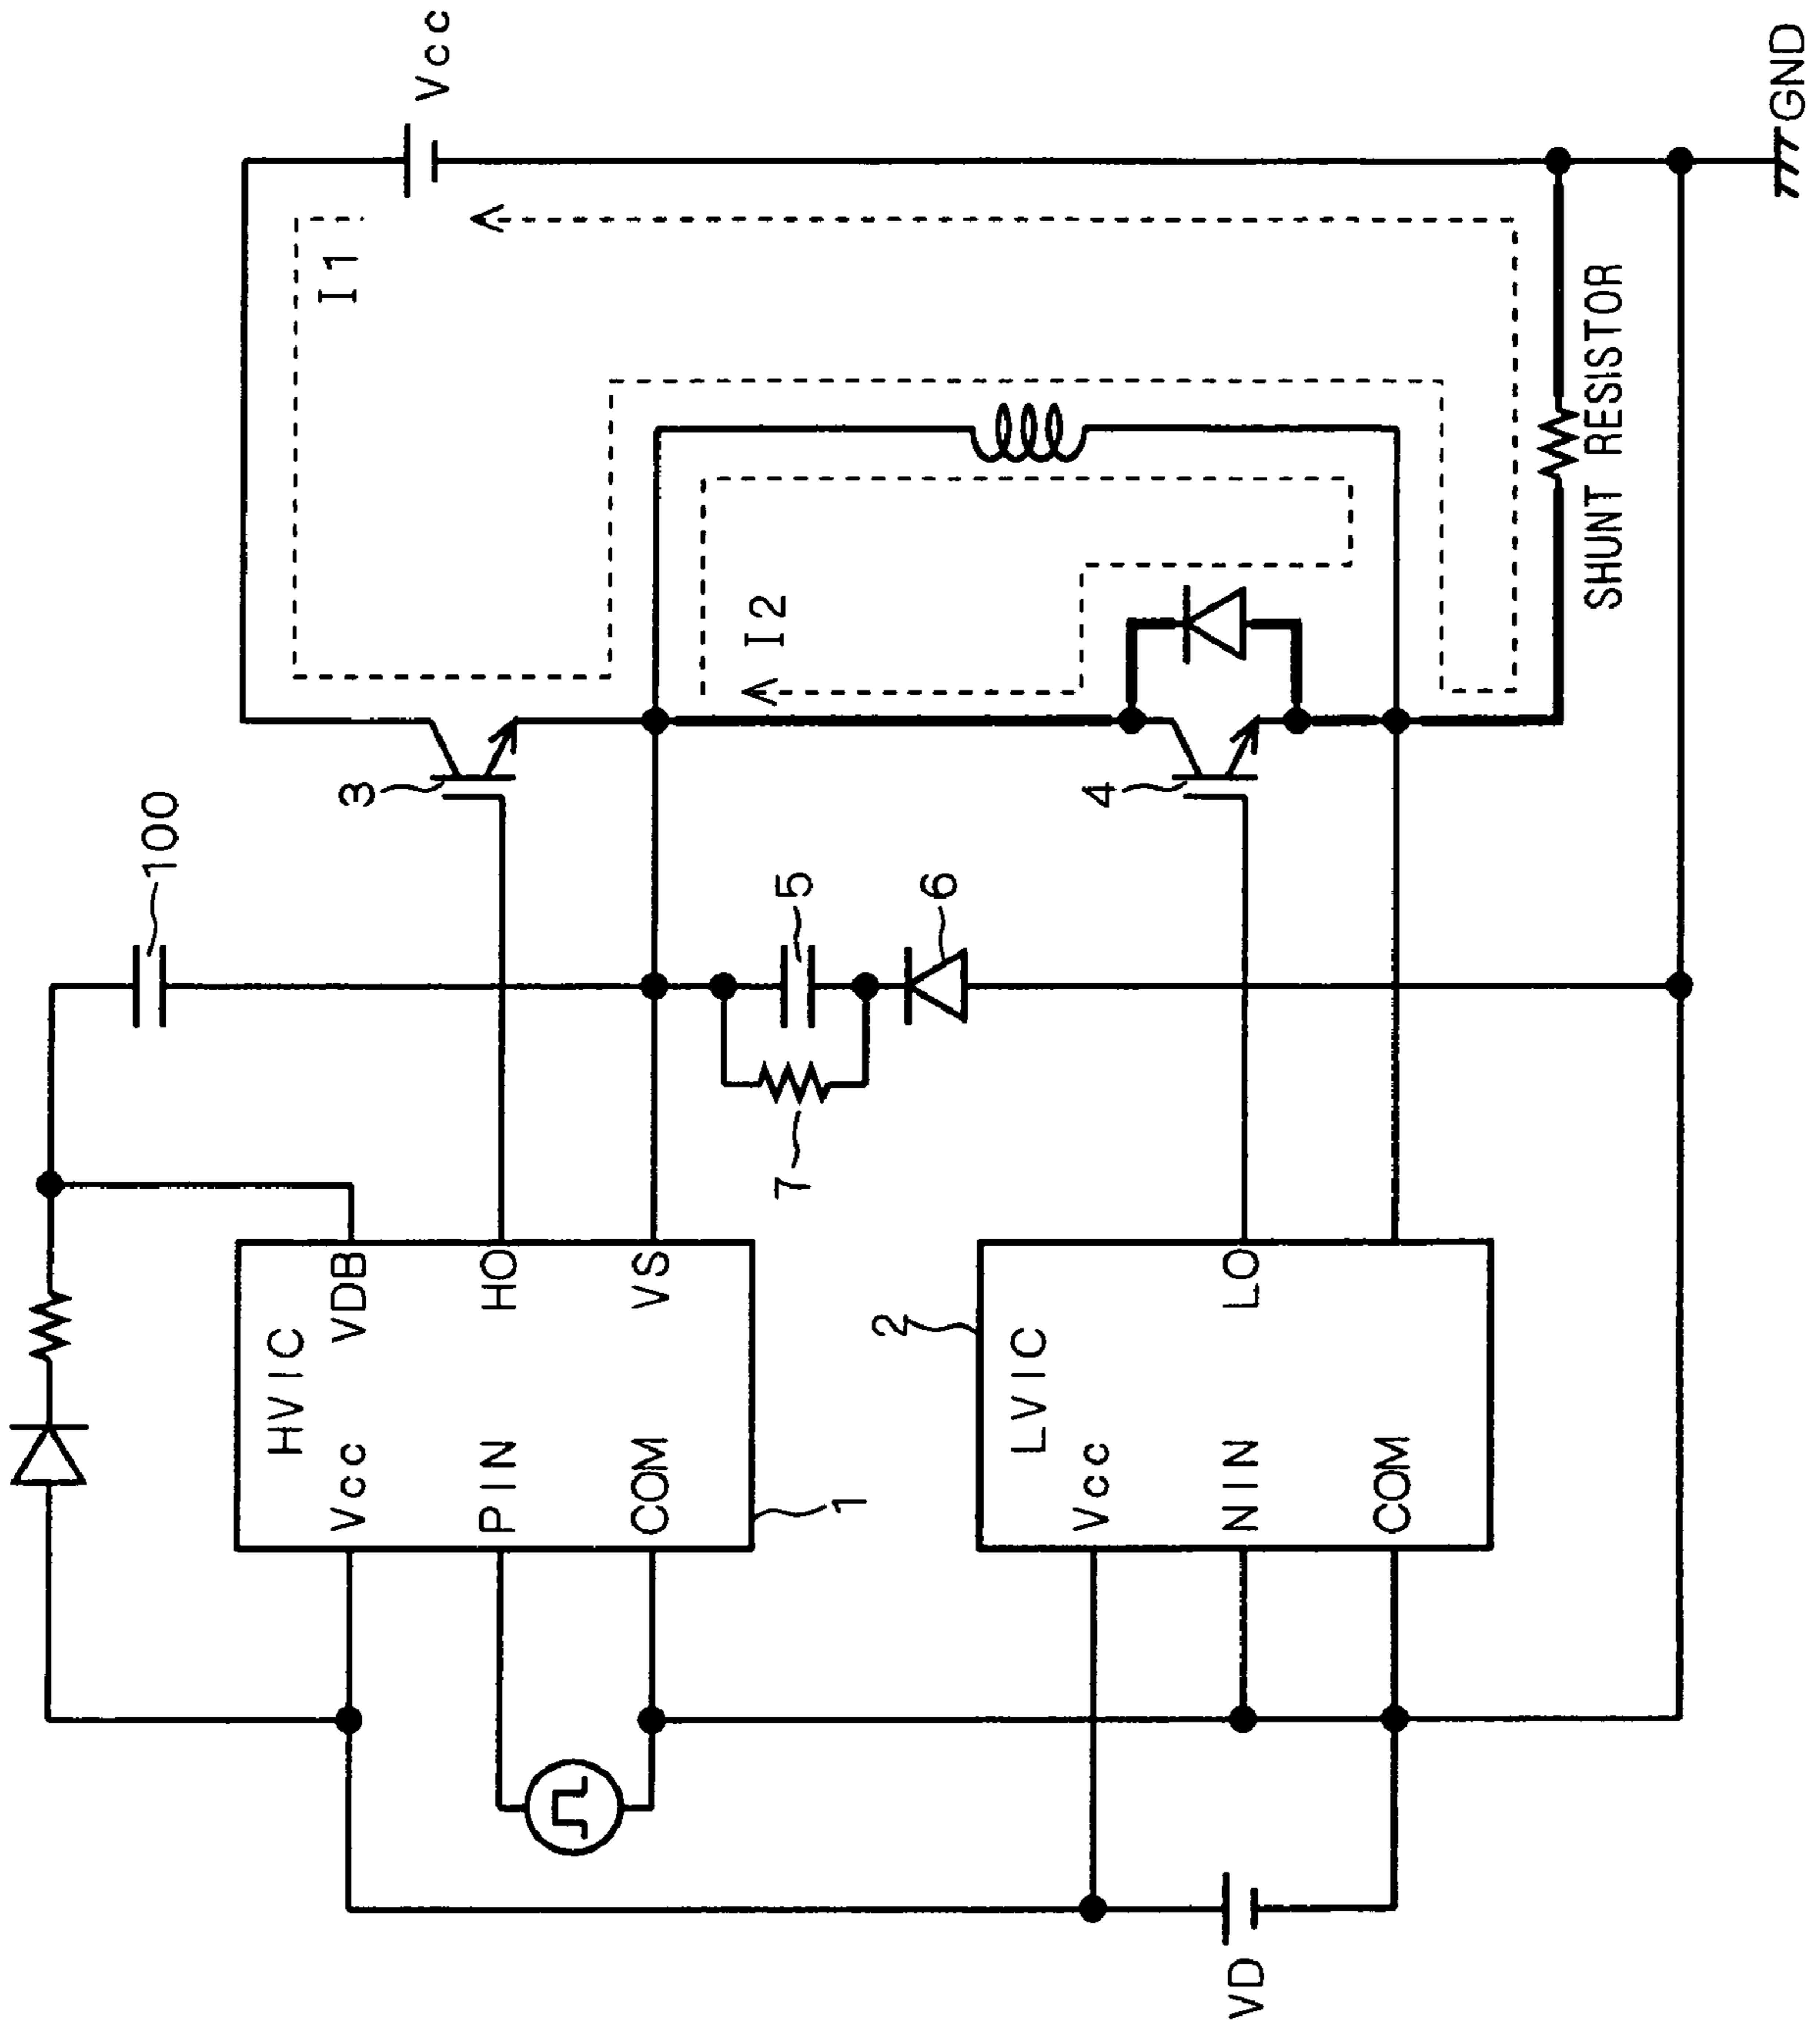 100
Vcc
I1
3
HVIC
Vcc
VDB
PIN
HO
COM
VS
1
5
6
7
I2
4
2
LVIC
Vcc
NIN
LO
COM
VD
SHUNT RESISTOR
GND